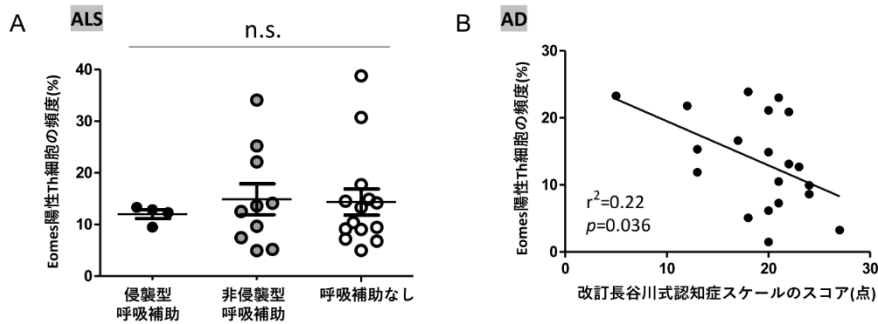 A
ALS
n.s.
Eomes陽性Th細胞の頻度(%)
40
30
20
10
0
侵襲型
呼吸補助
非侵襲型
呼吸補助
呼吸補助なし
B
AD
Eomes陽性Th細胞の頻度(%)
30
20
10
0
r²=0.22
p=0.036
0
10
20
30
改訂長谷川式認知症スケールのスコア(点)